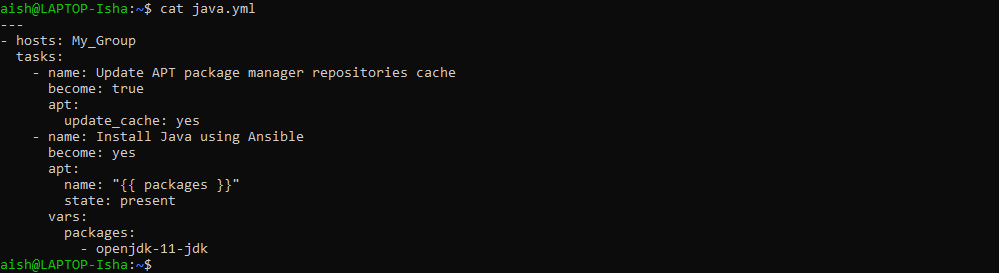 aish@LAPTOP-Isha:~$ cat java.yml
---
- hosts: My_Group
  tasks:
    - name: Update APT package manager repositories cache
      become: true
      apt:
        update_cache: yes
    - name: Install Java using Ansible
      become: yes
      apt:
        name: "{{ packages }}"
        state: present
      vars:
        packages:
          - openjdk-11-jdk
aish@LAPTOP-Isha:~$